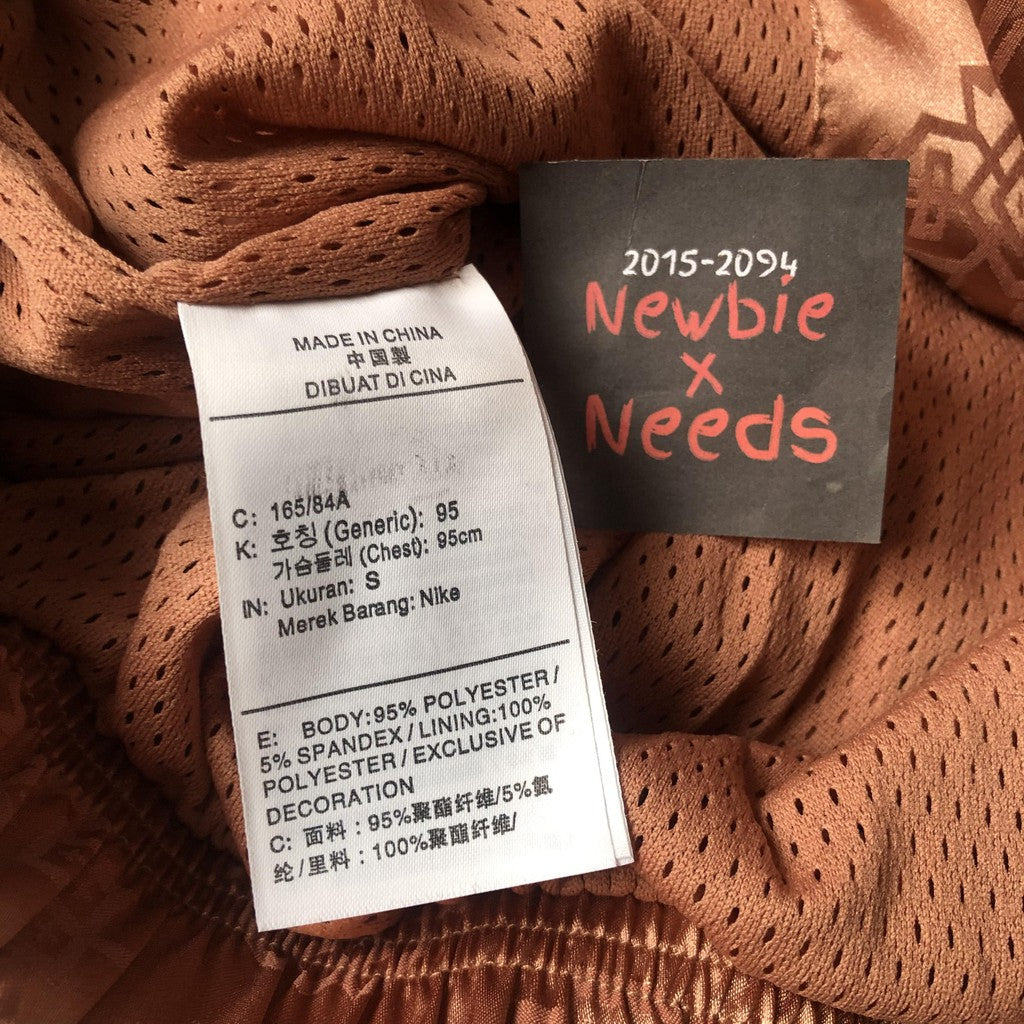 MADE IN CHINA
中国製
DIBUAT DI CINA
C: 165/84A
K: 호칭 (Generic): 95
가슴둘레 (Chest): 95cm
IN: Ukuran: S
Merek Barang: Nike
E: BODY:95% POLYESTER/
5% SPANDEX/LINING:100%
POLYESTER/EXCLUSIVE OF
DECORATION
C: 面料:95%聚酯纤维/5%氨
纶/里料:100%聚酯纤维/
2015-2094
Newbie
x
Needs